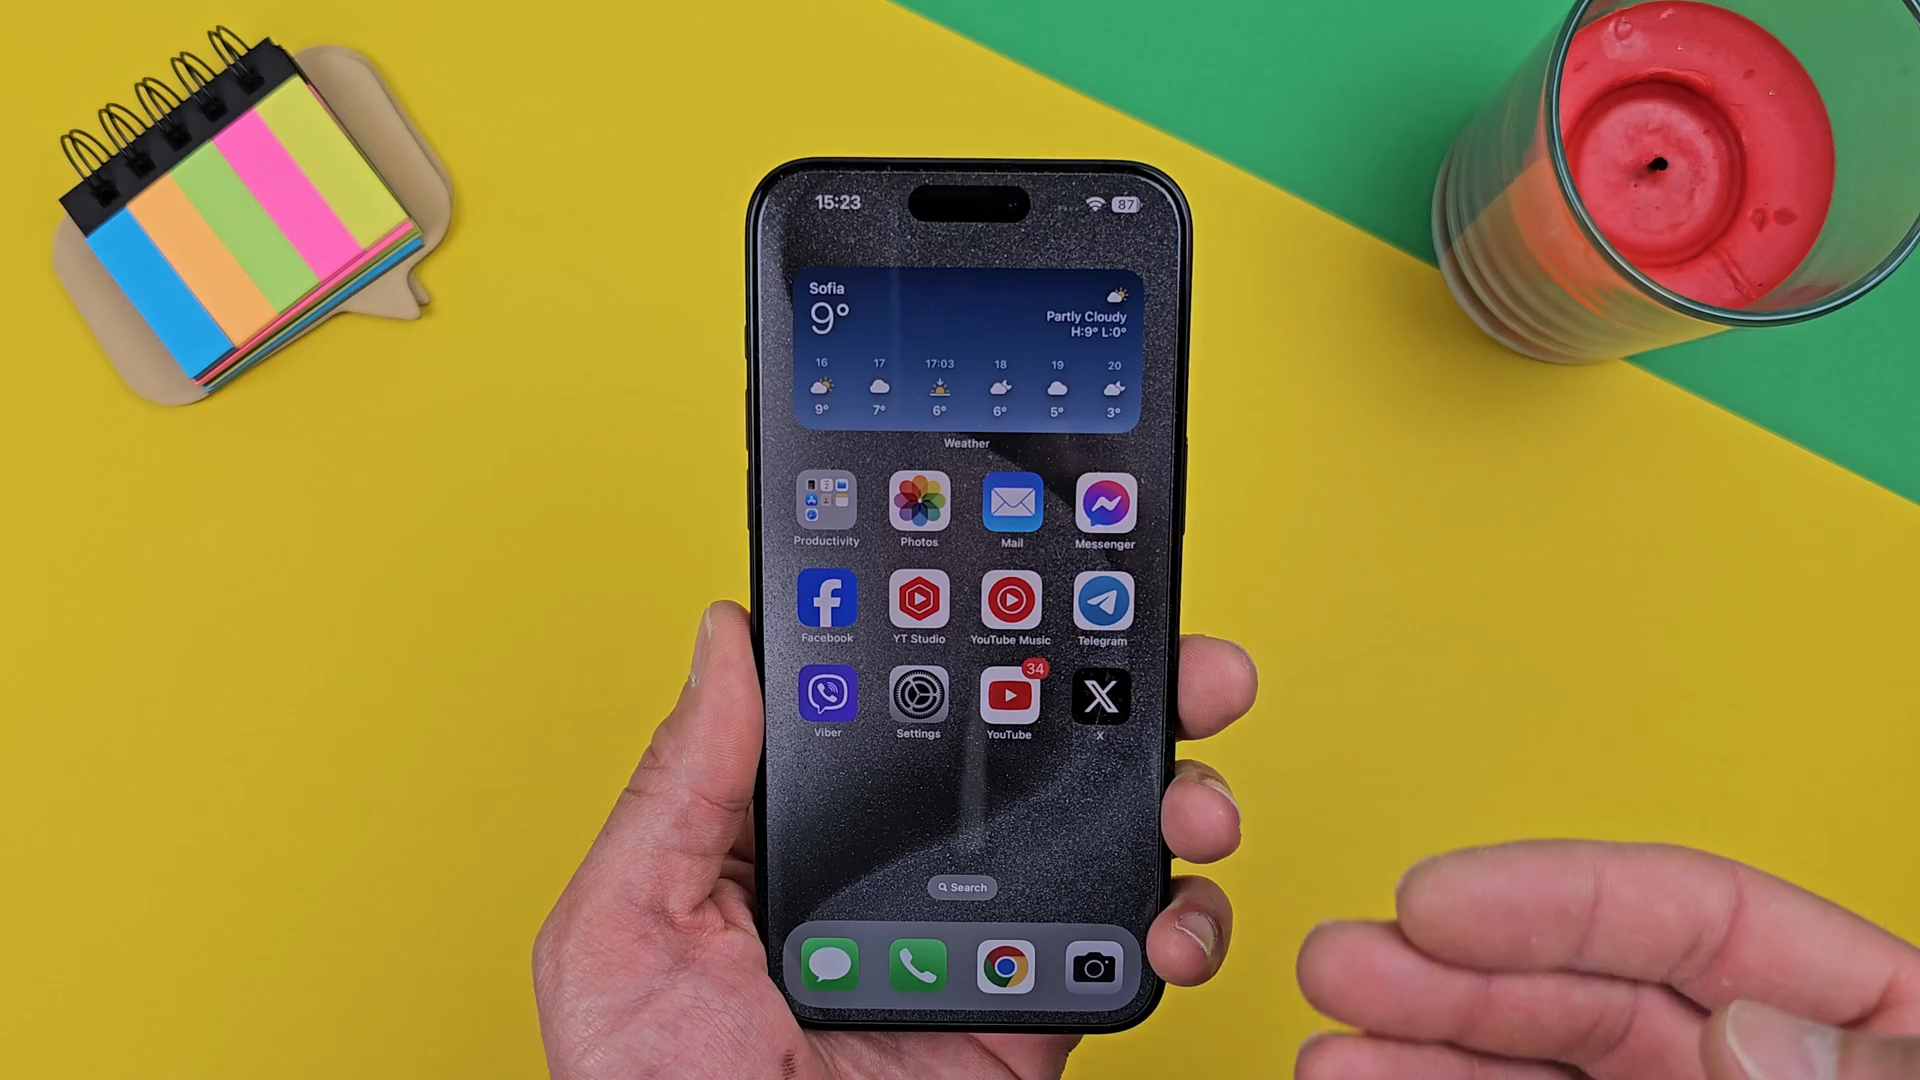 15:23
87
Sofia
9°
Partly Cloudy
H:9° L:0°
16 17 17:03 18 19 20
9° 7° 6° 6° 5° 3°
Weather
Productivity Photos Mail Messenger
Facebook YT Studio YouTube Music Telegram
34
Viber Settings YouTube X
Search